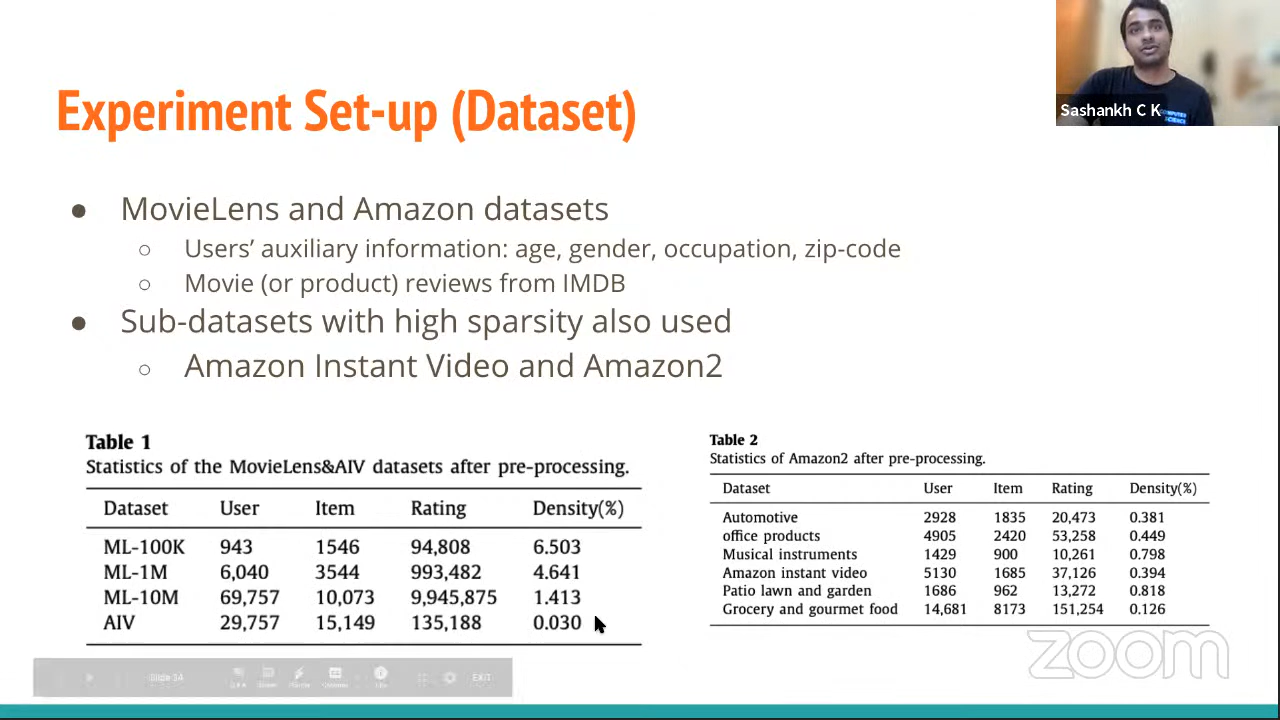 Experiment Set-up (Dataset)
Sashankh C K
● MovieLens and Amazon datasets
○ Users’ auxiliary information: age, gender, occupation, zip-code
○ Movie (or product) reviews from IMDB
● Sub-datasets with high sparsity also used
○ Amazon Instant Video and Amazon2
Table 1
Statistics of the MovieLens&AIV datasets after pre-processing.
Dataset User Item Rating Density(%)
ML-100K 943 1546 94,808 6.503
ML-1M 6,040 3544 993,482 4.641
ML-10M 69,757 10,073 9,945,875 1.413
AIV 29,757 15,149 135,188 0.030
Table 2
Statistics of Amazon2 after pre-processing.
Dataset User Item Rating Density(%)
Automotive 2928 1835 20,473 0.381
office products 4905 2420 53,258 0.449
Musical instruments 1429 900 10,261 0.798
Amazon instant video 5130 1685 37,126 0.394
Patio lawn and garden 1686 962 13,272 0.818
Grocery and gourmet food 14,681 8173 151,254 0.126
zoom
Slide 34
EXIT